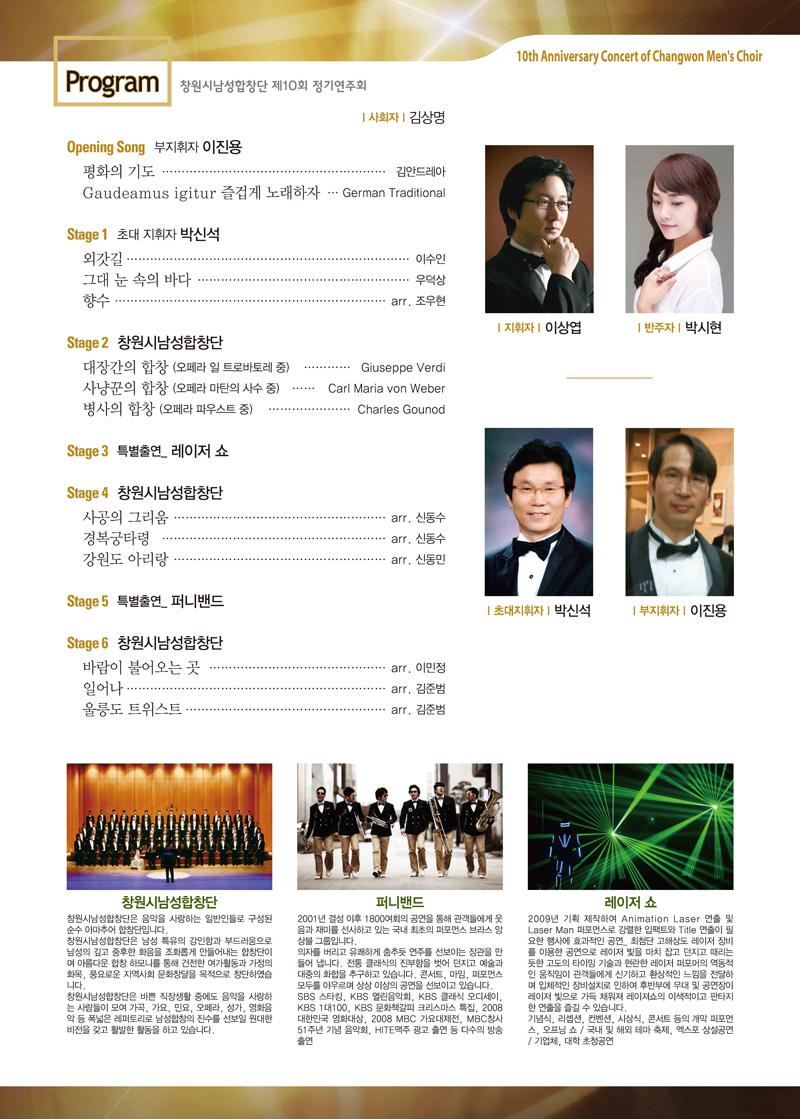 10th Anniversary Concert of Changwon Men's Choir
Program 창원시남성합창단 제10회 정기연주회
| 사회자 | 김상명
Opening Song 부지휘자 이진용
평화의 기도 김안드레아
Gaudeamus igitur 즐겁게 노래하자 German Traditional
Stage 1 초대 지휘자 박신석
외갓길 이수인
그대 눈 속의 바다 우덕상
향수 arr. 조우현
Stage 2 창원시남성합창단
대장간의 합창 (오페라 일 트로바토레 중) Giuseppe Verdi
사냥꾼의 합창 (오페라 마탄의 사수 중) Carl Maria von Weber
병사의 합창 (오페라 파우스트 중) Charles Gounod
Stage 3 특별출연_ 레이저 쇼
Stage 4 창원시남성합창단
사공의 그리움 arr. 신동수
경복궁타령 arr. 신동수
강원도 아리랑 arr. 신동민
Stage 5 특별출연_ 퍼니밴드
Stage 6 창원시남성합창단
바람이 불어오는 곳 arr. 이민정
일어나 arr. 김준범
울릉도 트위스트 arr. 김준범
| 지휘자 | 이상엽
| 반주자 | 박시현
| 초대지휘자 | 박신석
| 부지휘자 | 이진용
창원시남성합창단
창원시남성합창단은 음악을 사랑하는 일반인들로 구성된
순수 아마추어 합창단입니다.
창원시남성합창단은 남성 특유의 강인함과 부드러움으로
남성의 깊고 중후한 화음을 조화롭게 만들어내는 합창단이
며 아름다운 합창 하모니를 통해 건전한 여가활동과 가정의
화목, 풍요로운 지역사회 문화창달을 목적으로 창단하였습
니다.
창원시남성합창단은 바쁜 직장생활 중에도 음악을 사랑하
는 사람들이 모여 가곡, 가요, 민요, 오페라, 성가, 영화음
악 등 폭넓은 레퍼토리로 남성합창의 진수를 선보일 원대한
비전을 갖고 활발한 활동을 하고 있습니다.
퍼니밴드
2001년 결성 이후 1800여회의 공연을 통해 관객들에게 웃
음과 재미를 선사하고 있는 국내 최초의 퍼포먼스 브라스 앙
상블 그룹입니다.
의자를 버리고 유쾌하게 춤추듯 연주를 선보이는 장관을 만
들어 냅니다. 전통 클래식의 진부함을 벗어 던지고 예술과
대중의 화합을 추구하고 있습니다. 콘서트, 마임, 퍼포먼스
모두를 아우르며 상상 이상의 공연을 선보이고 있습니다.
SBS 스타킹, KBS 열린음악회, KBS 클래식 오디세이,
KBS 1대100, KBS 문화책갈피 크리스마스 특집, 2008
대한민국 영화대상, 2008 MBC 가요대제전, MBC창사
51주년 기념 음악회, HITE맥주 광고 출연 등 다수의 방송
출연
레이저 쇼
2009년 기획 제작하여 Animation Laser 연출 및
Laser Man 퍼포먼스로 강렬한 임팩트와 Title 연출이 필
요한 행사에 효과적인 공연_ 최첨단 고해상도 레이저 장비
를 이용한 공연으로 레이저 빛을 마치 잡고 던지고 때리는
듯한 고도의 타이밍 기술과 현란한 레이저 퍼포머의 역동적
인 움직임이 관객들에게 신기하고 환상적인 느낌을 전달하
며 입체적인 장비설치로 인하여 후반부에 무대 및 공연장이
레이저 빛으로 가득 채워져 레이져쇼의 이색적이고 판타지
한 연출을 즐길 수 있습니다.
기념식, 리셉션, 컨벤션, 시상식, 콘서트 등의 개막 퍼포먼
스, 오프닝 쇼 / 국내 및 해외 테마 축제, 엑스포 상설공연
/ 기업체, 대학 초청공연